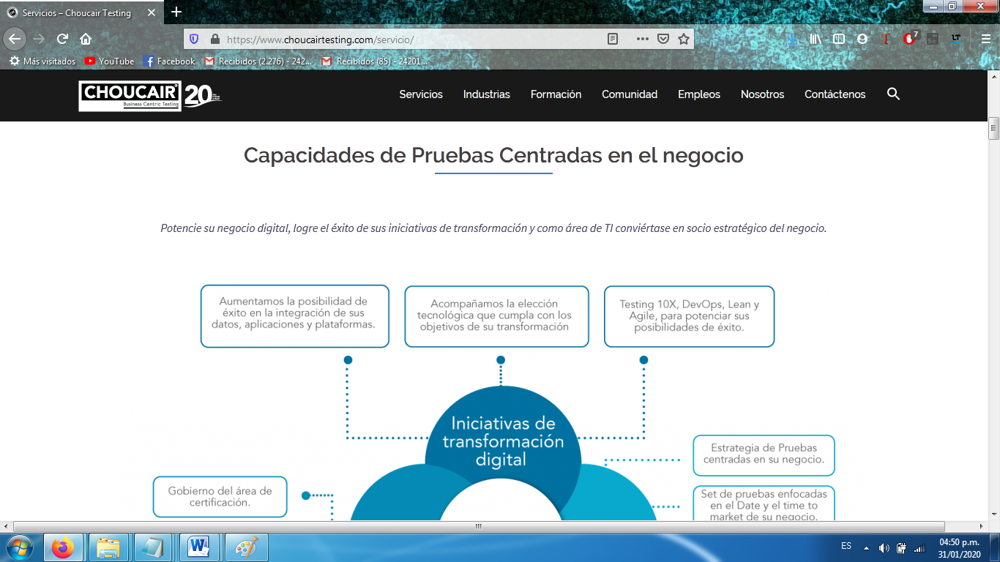 Servicios – Choucair Testing
https://www.choucairtesting.com/servicio/
7
Más visitados YouTube Facebook Recibidos (2.276) - 242... Recibidos (85) - 24201...
CHOUCAIR® 20
Business Centric Testing
Servicios Industrias Formación Comunidad Empleos Nosotros Contáctenos
Capacidades de Pruebas Centradas en el negocio
Potencie su negocio digital, logre el éxito de sus iniciativas de transformación y como área de TI conviértase en socio estratégico del negocio.
Aumentamos la posibilidad de
éxito en la integración de sus
datos, aplicaciones y plataformas.
Acompañamos la elección
tecnológica que cumpla con los
objetivos de su transformación
Testing 10X, DevOps, Lean y
Agile, para potenciar sus
posibilidades de éxito.
Iniciativas de
transformación
digital
Estrategia de Pruebas
centradas en su negocio.
Set de pruebas enfocadas
en el Date y el time to
market de su negocio.
Gobierno del área de
certificación.
ES
04:50 p.m.
31/01/2020